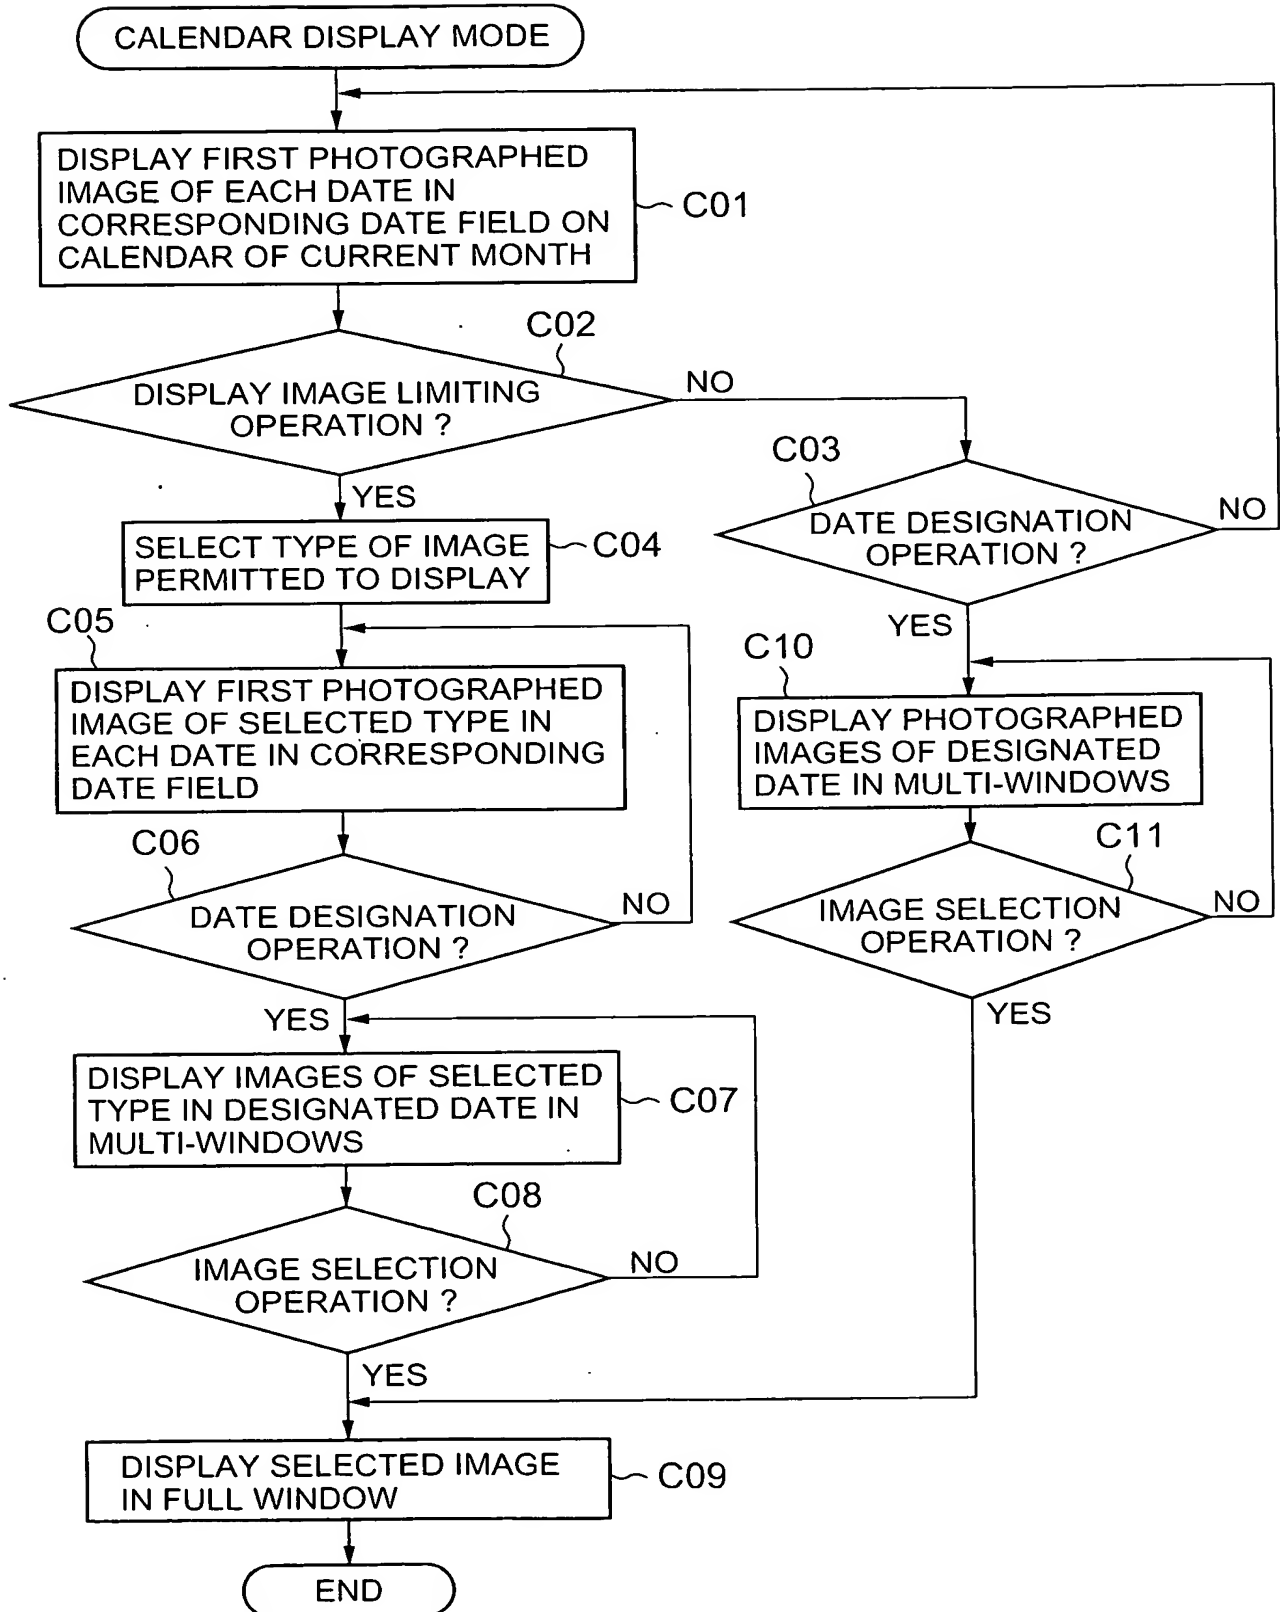 CALENDAR DISPLAY MODE
DISPLAY FIRST PHOTOGRAPHED
IMAGE OF EACH DATE IN
CORRESPONDING DATE FIELD ON
CALENDAR OF CURRENT MONTH
C01
C02
DISPLAY IMAGE LIMITING
OPERATION ?
NO
YES
C03
DATE DESIGNATION
OPERATION ?
NO
YES
SELECT TYPE OF IMAGE
PERMITTED TO DISPLAY
C04
C05
DISPLAY FIRST PHOTOGRAPHED
IMAGE OF SELECTED TYPE IN
EACH DATE IN CORRESPONDING
DATE FIELD
C10
DISPLAY PHOTOGRAPHED
IMAGES OF DESIGNATED
DATE IN MULTI-WINDOWS
C06
DATE DESIGNATION
OPERATION ?
NO
YES
C11
IMAGE SELECTION
OPERATION ?
NO
YES
DISPLAY IMAGES OF SELECTED
TYPE IN DESIGNATED DATE IN
MULTI-WINDOWS
C07
C08
IMAGE SELECTION
OPERATION ?
NO
YES
DISPLAY SELECTED IMAGE
IN FULL WINDOW
C09
END